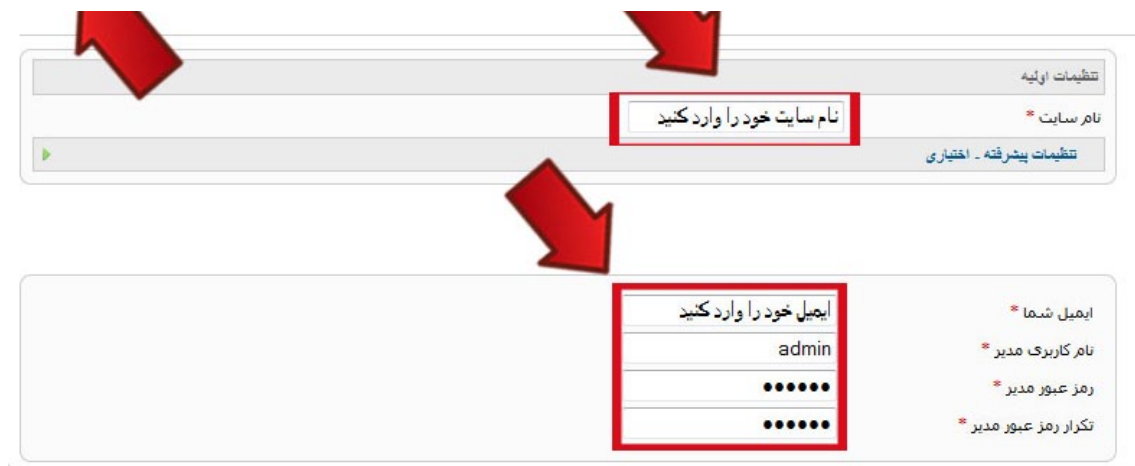 تنظیمات اولیه
نام سایت * نام سایت خود را وارد کنید
تنظیمات پیشرفته - اختیاری
ایمیل شما * ایمیل خود را وارد کنید
نام کاربری مدیر * admin
رمز عبور مدیر * ••••••
تکرار رمز عبور مدیر * ••••••